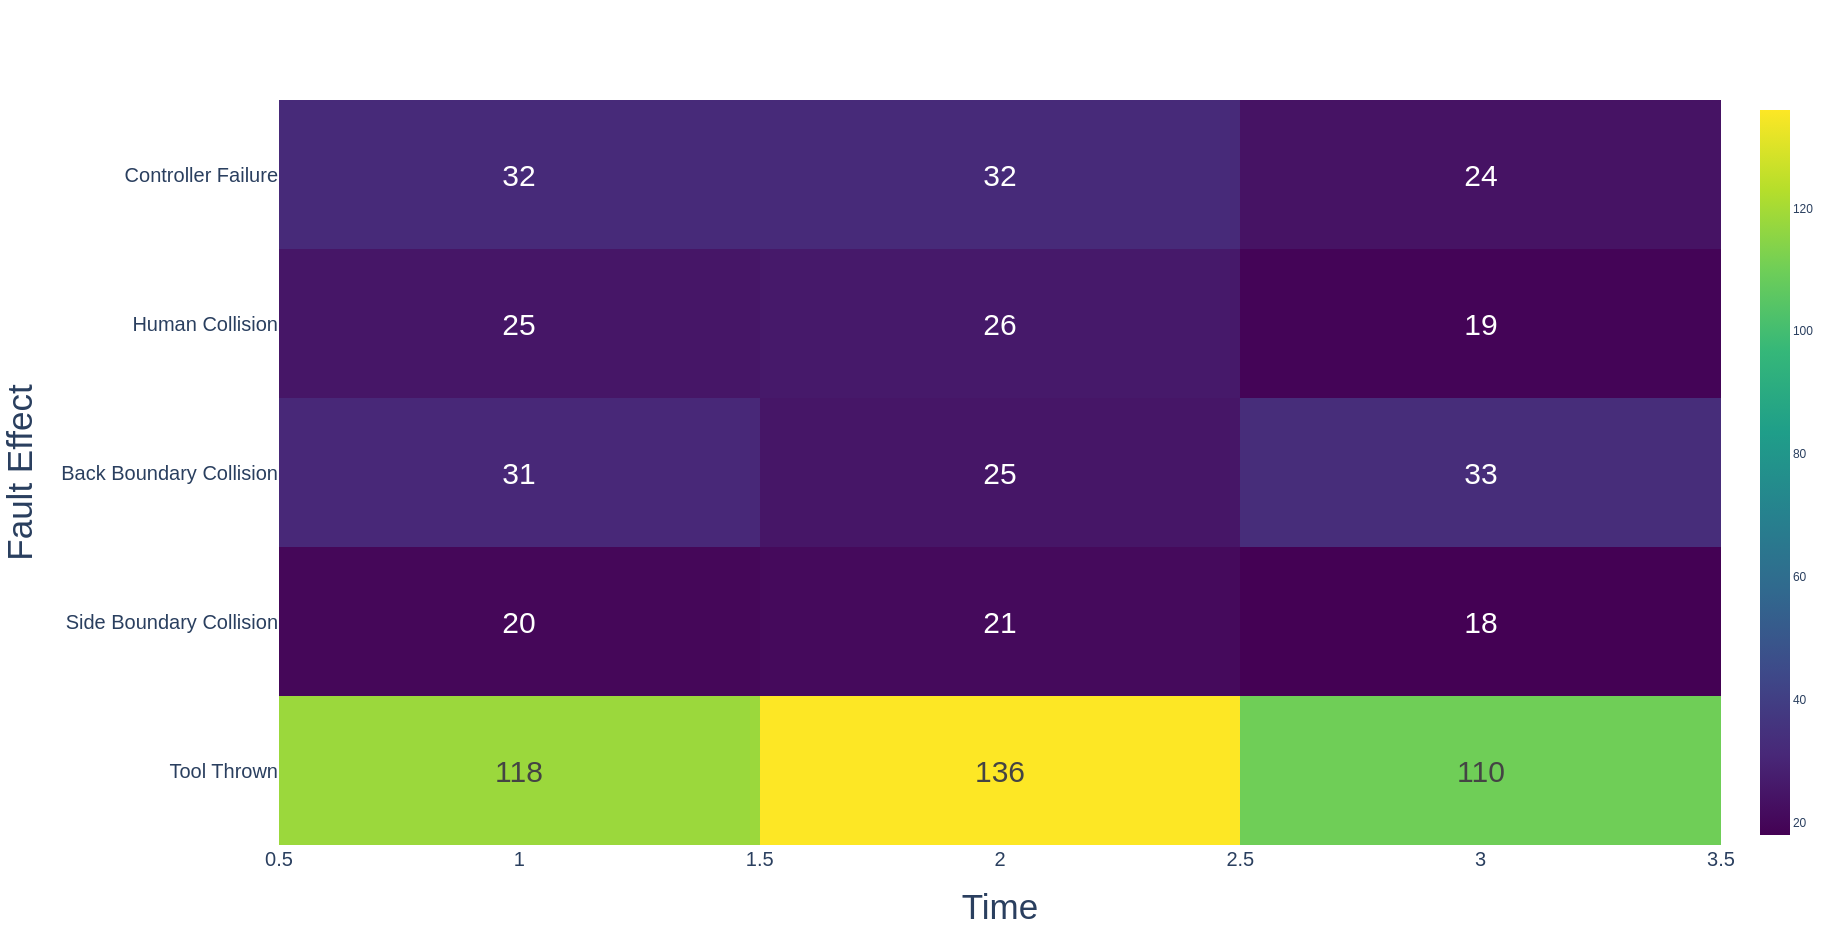 Controller Failure 32 32 24
120
Human Collision 25 26 19
100
Fault Effect
Back Boundary Collision 31 25 33
80
60
Side Boundary Collision 20 21 18
40
Tool Thrown 118 136 110
20
0.5 1 1.5 2 2.5 3 3.5
Time